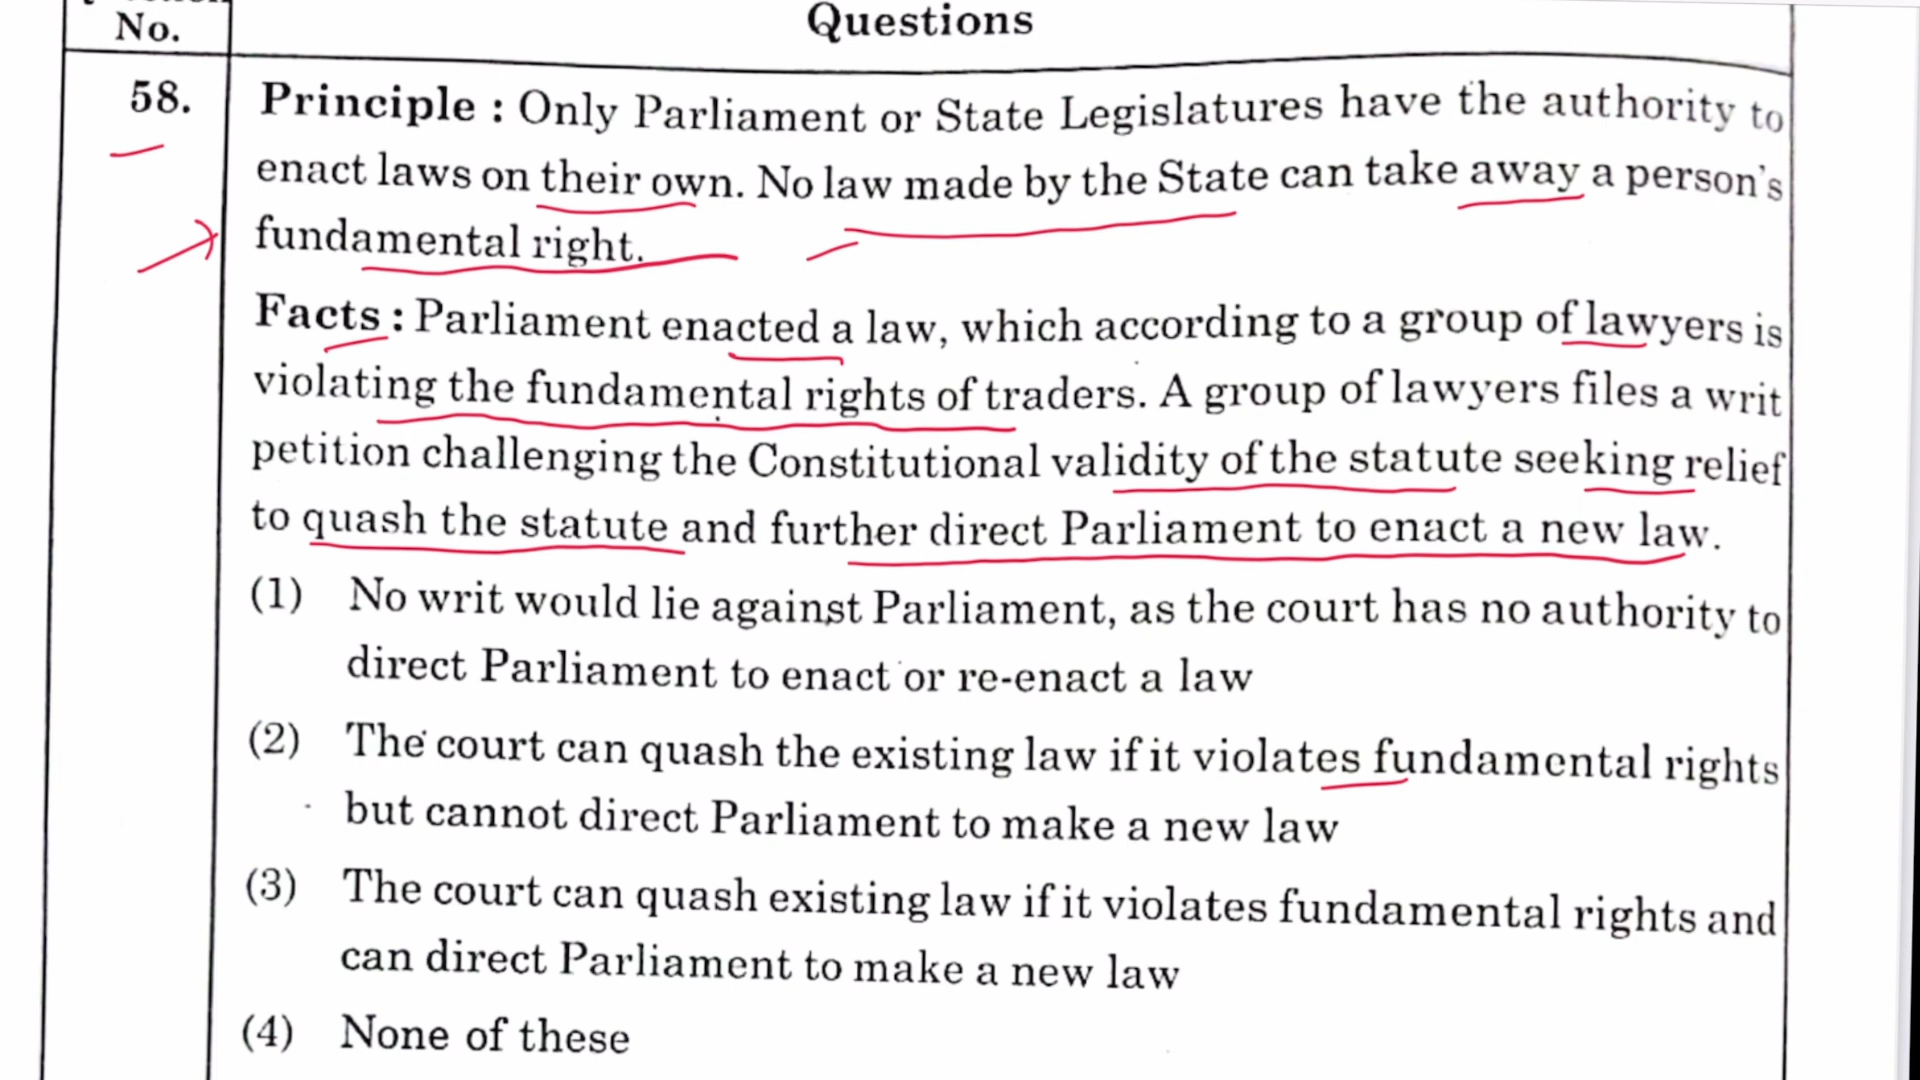 No.
Questions
58.
Principle : Only Parliament or State Legislatures have the authority to
enact laws on their own. No law made by the State can take away a person's
fundamental right.
Facts : Parliament enacted a law, which according to a group of lawyers is
violating the fundamental rights of traders. A group of lawyers files a writ
petition challenging the Constitutional validity of the statute seeking relief
to quash the statute and further direct Parliament to enact a new law.
(1) No writ would lie against Parliament, as the court has no authority to
direct Parliament to enact or re-enact a law
(2) The court can quash the existing law if it violates fundamental rights
but cannot direct Parliament to make a new law
(3) The court can quash existing law if it violates fundamental rights and
can direct Parliament to make a new law
(4) None of these